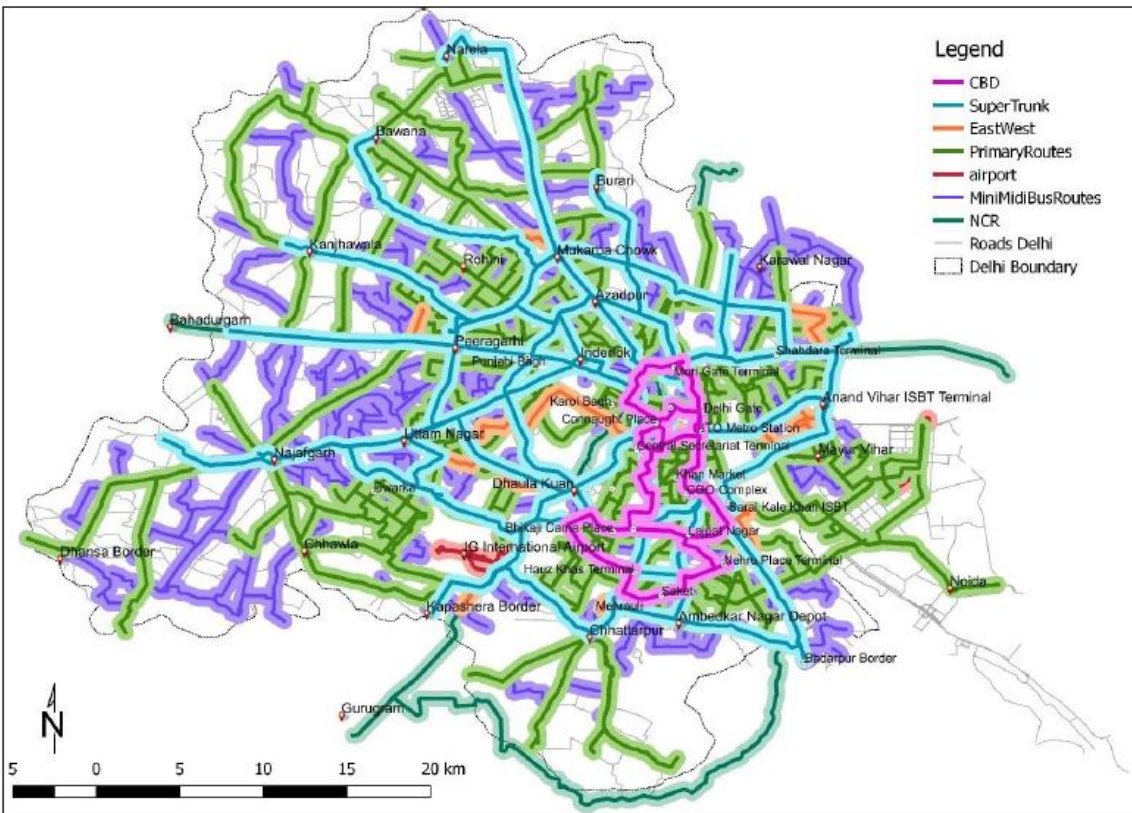 Legend
CBD
SuperTrunk
EastWest
PrimaryRoutes
airport
MiniMidiBusRoutes
NCR
Roads Delhi
Delhi Boundary
Narela
Bawana
Burari
Kanjhawala
Rohini
Mukarba Chowk
Karawal Nagar
Azadpur
Bahadurgarh
Peeragarhi
Punjabi Bagh
Inderlok
Shahdara Terminal
Mori Gate Terminal
Karol Bagh
Delhi Gate
Anand Vihar ISBT Terminal
Connaught Place
ITO Metro Station
Uttam Nagar
Central Secretariat Terminal
Najafgarh
Mayur Vihar
Khan Market
Dwarka
Dhaula Kuan
CGO Complex
Sarai Kale Khan ISBT
Bhikaji Cama Place
Lajpat Nagar
Dhansa Border
Chhawla
IG International Airport
Hauz Khas Terminal
Nehru Place Terminal
Noida
Saket
Kapashera Border
Mehrauli
Ambedkar Nagar Depot
Chhattarpur
Badarpur Border
Gurugram
N
5 0 5 10 15 20 km